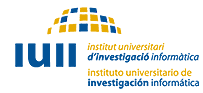 iuii
institut universitari
d'investigació informàtica
instituto universitario de
investigación informática